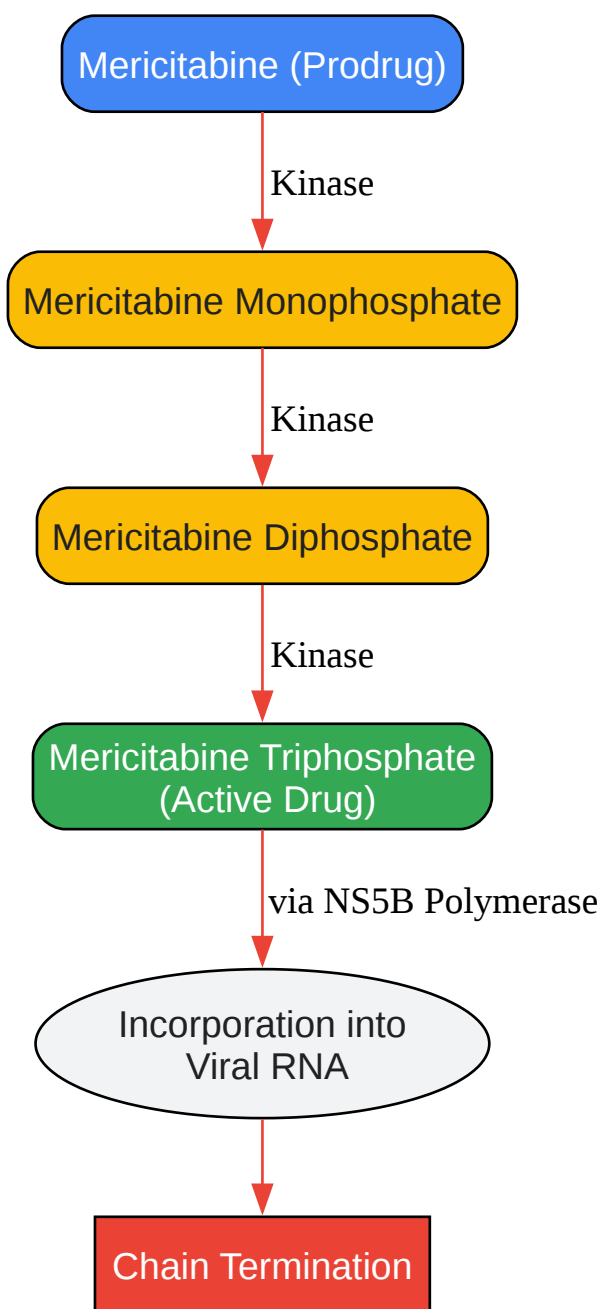 Mericitabine (Prodrug)
Kinase
Mericitabine Monophosphate
Kinase
Mericitabine Diphosphate
Kinase
Mericitabine Triphosphate
(Active Drug)
via NS5B Polymerase
Incorporation into
Viral RNA
Chain Termination